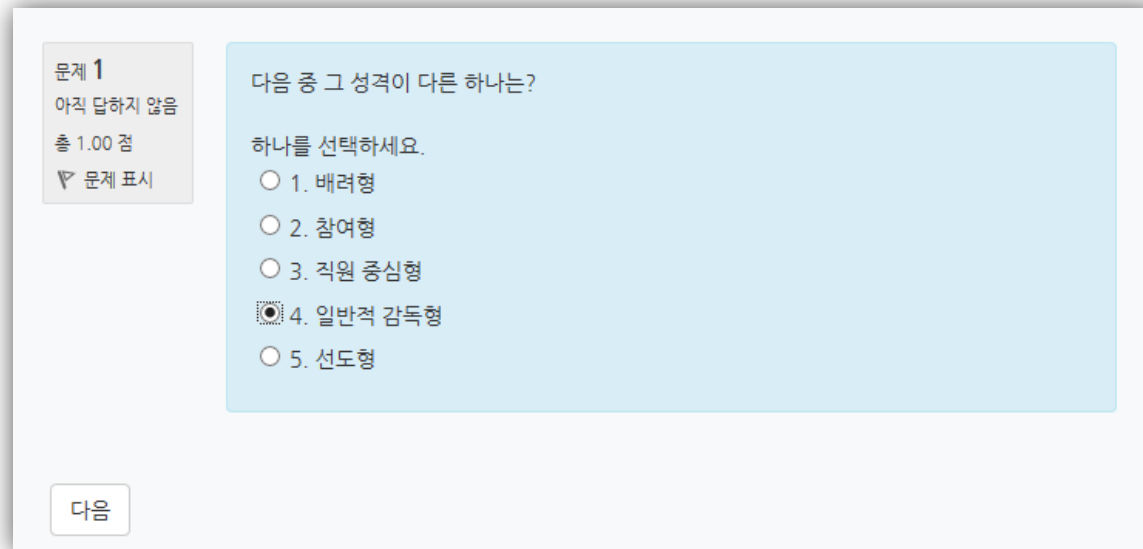 문제 1
아직 답하지 않음
총 1.00 점
문제 표시
다음 중 그 성격이 다른 하나는?
하나를 선택하세요.
1. 배려형
2. 참여형
3. 직원 중심형
4. 일반적 감독형
5. 선도형
다음